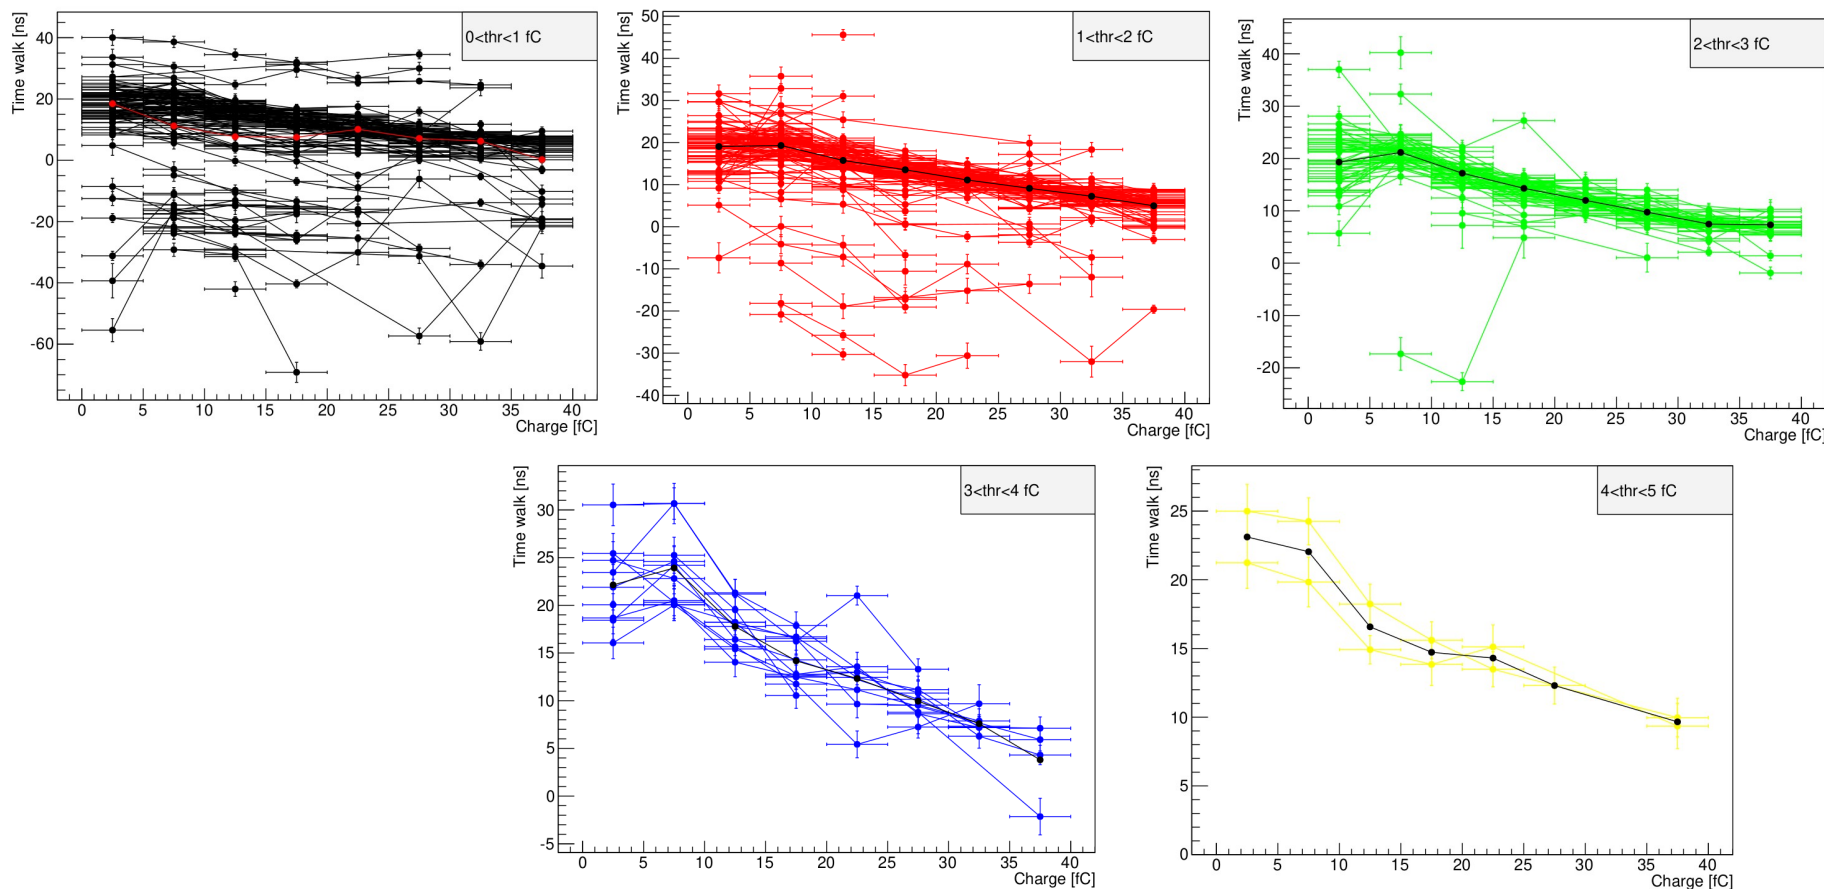 Time walk [ns]
40
20
0
-20
-40
-60
0 5 10 15 20 25 30 35 40
Charge [fC]
0<thr<1 fC
Time walk [ns]
50
40
30
20
10
0
-10
-20
-30
-40
0 5 10 15 20 25 30 35 40
Charge [fC]
1<thr<2 fC
Time walk [ns]
40
30
20
10
0
-10
-20
0 5 10 15 20 25 30 35 40
Charge [fC]
2<thr<3 fC
Time walk [ns]
30
25
20
15
10
5
0
-5
0 5 10 15 20 25 30 35 40
Charge [fC]
3<thr<4 fC
Time walk [ns]
25
20
15
10
5
0
0 5 10 15 20 25 30 35 40
Charge [fC]
4<thr<5 fC